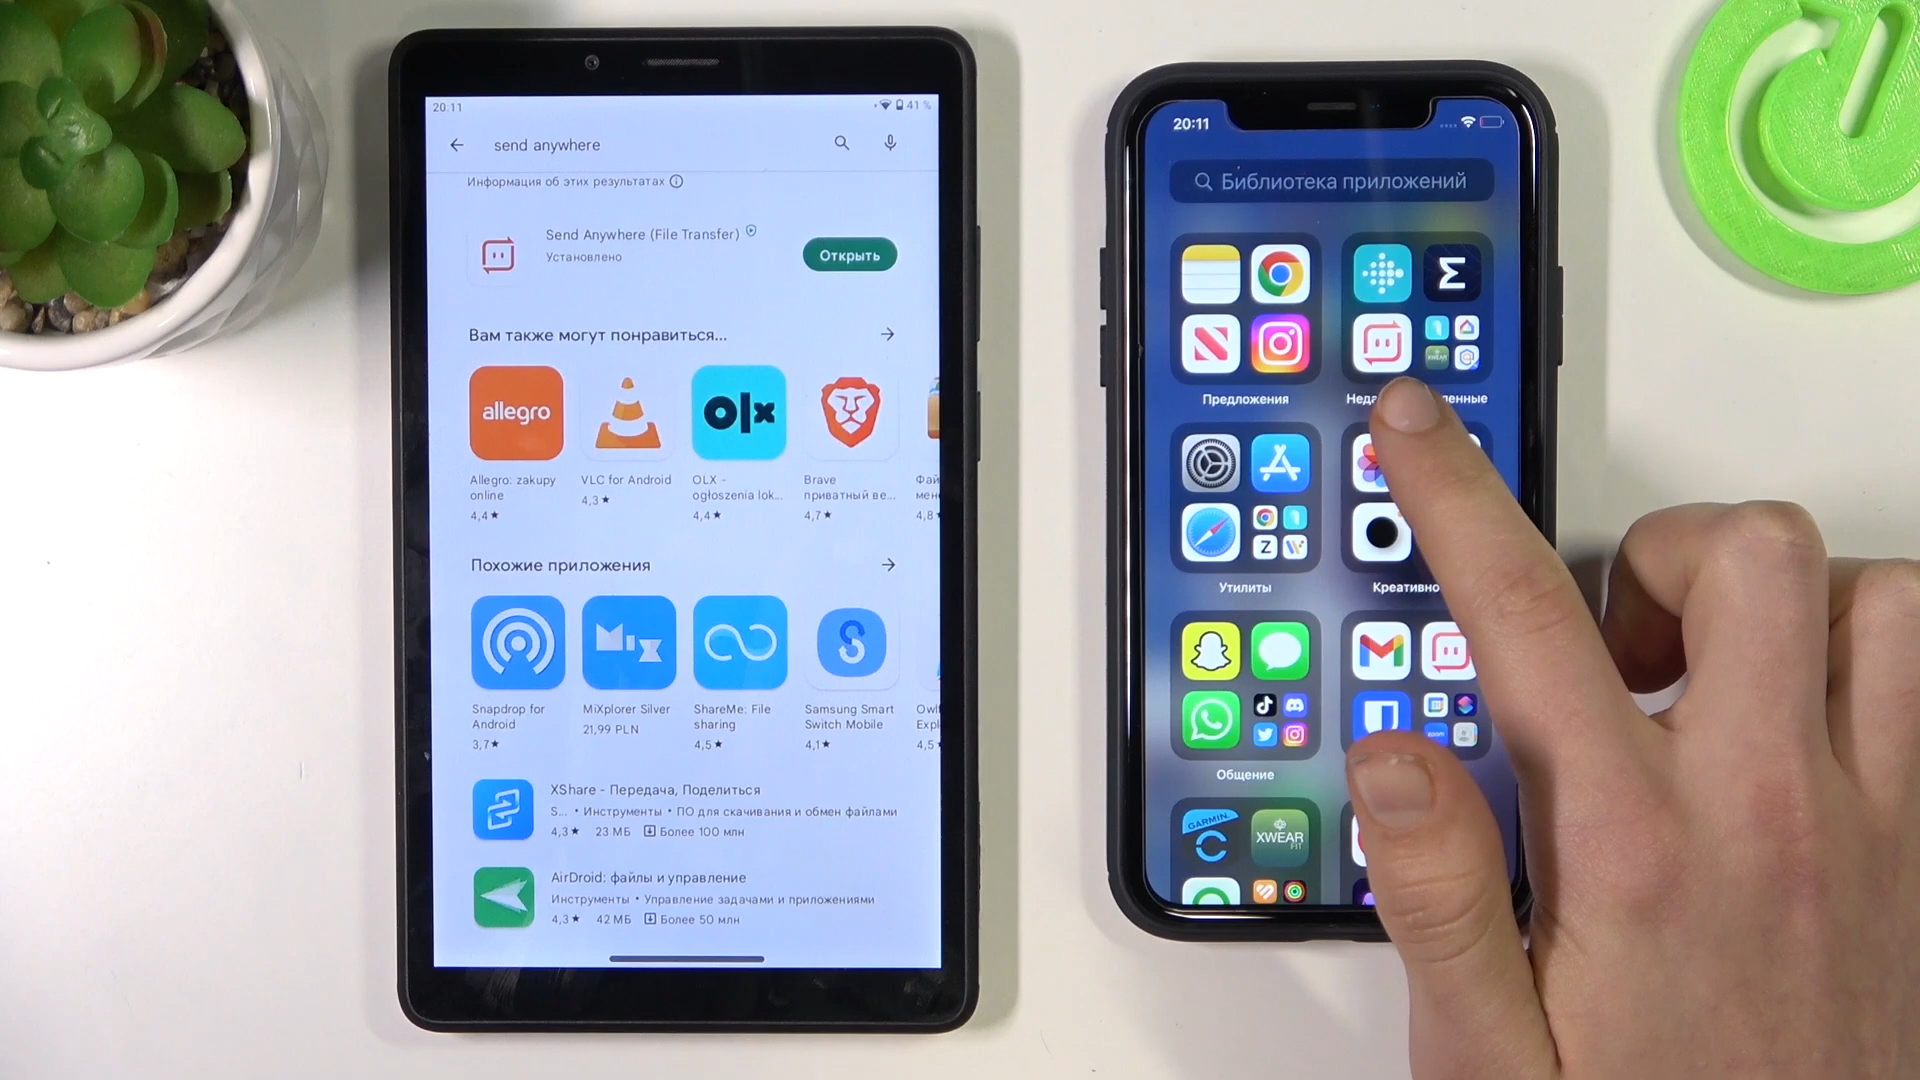 20.11
41 %
send anywhere
Информация об этих результатах
Send Anywhere (File Transfer)
Установлено
Открыть
Вам также могут понравиться...
allegro
olx
Allegro: zakupy
online
4,4★
VLC for Android
4,3★
OLX -
ogłoszenia lok...
4,4★
Brave
приватный ве...
4,7★
4,8★
Похожие приложения
Mix
S
Snapdrop for
Android
3,7★
MiXplorer Silver
21,99 PLN
ShareMe: File
sharing
4,5★
Samsung Smart
Switch Mobile
4,1★
4,5
XShare - Передача, Поделиться
S... • Инструменты • ПО для скачивания и обмен файлами
4,3★ 23 МБ Более 100 млн
AirDroid: файлы и управление
Инструменты • Управление задачами и приложениями
4,3★ 42 МБ Более 50 млн
20:11
Библиотека приложений
Предложения
Утилиты
Общение
zoom
GARMIN
XWEAR
FIT